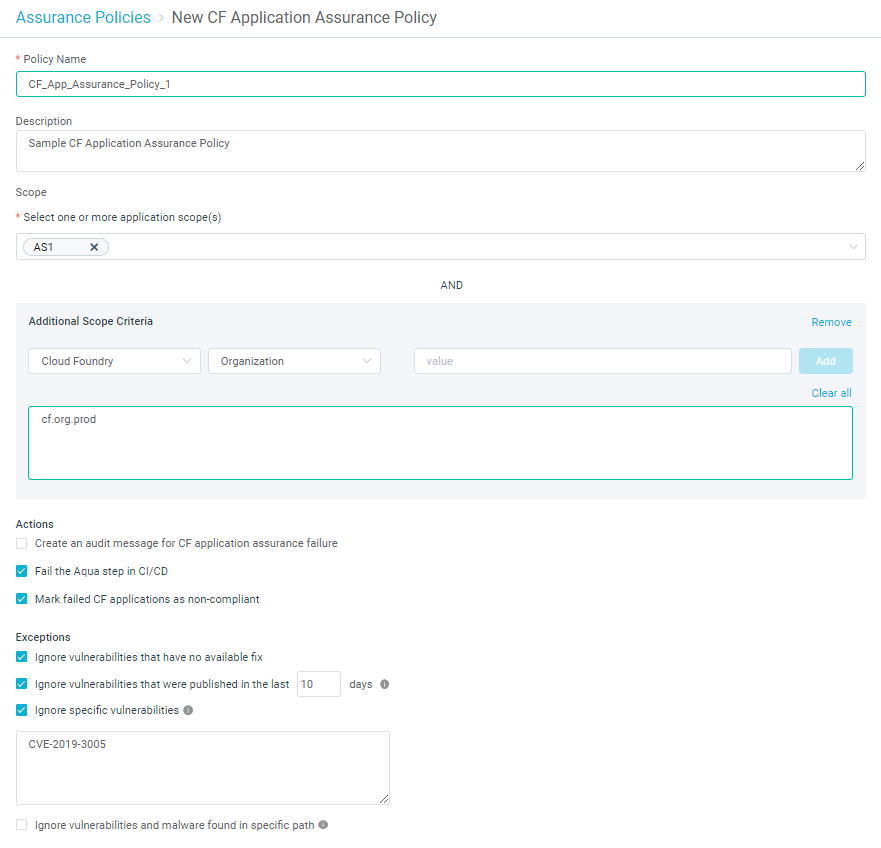 Assurance Policies > New CF Application Assurance Policy
* Policy Name
CF_App_Assurance_Policy_1
Description
Sample CF Application Assurance Policy
Scope
* Select one or more application scope(s)
AS1
AND
Additional Scope Criteria
Remove
Cloud Foundry Organization value Add
Clear all
cf.org.prod
Actions
Create an audit message for CF application assurance failure
Fail the Aqua step in CI/CD
Mark failed CF applications as non-compliant
Exceptions
Ignore vulnerabilities that have no available fix
Ignore vulnerabilities that were published in the last 10 days
Ignore specific vulnerabilities
CVE-2019-3005
Ignore vulnerabilities and malware found in specific path